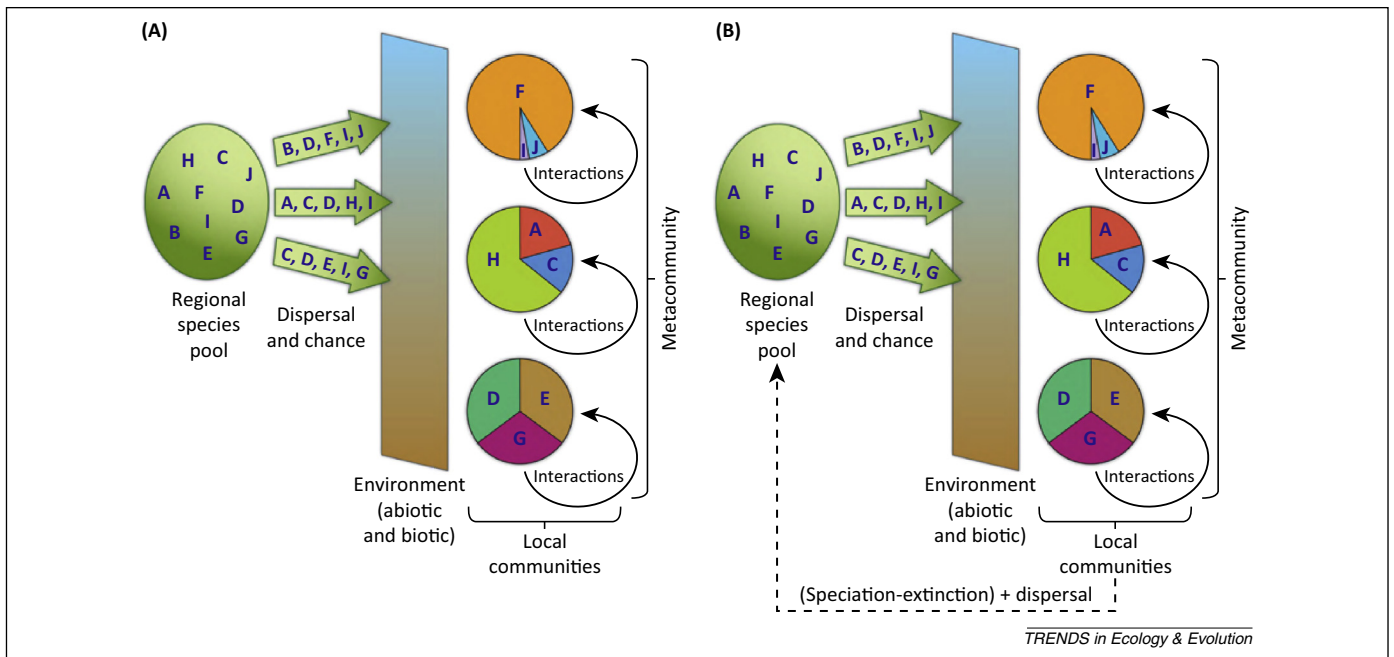 (A)
H
C
J
A
F
D
I
B
G
E
Regional
species
pool
B, D, F, I, J
A, C, D, H, I
C, D, E, I, G
Dispersal
and chance
Environment
(abiotic
and biotic)
F
I
J
Interactions
A
H
C
Interactions
D
E
G
Interactions
Local
communities
Metacommunity
(B)
H
C
J
A
F
D
I
B
G
E
Regional
species
pool
B, D, F, I, J
A, C, D, H, I
C, D, E, I, G
Dispersal
and chance
Environment
(abiotic
and biotic)
F
I
J
Interactions
A
H
C
Interactions
D
E
G
Interactions
Local
communities
Metacommunity
(Speciation-extinction) + dispersal
TRENDS in Ecology & Evolution